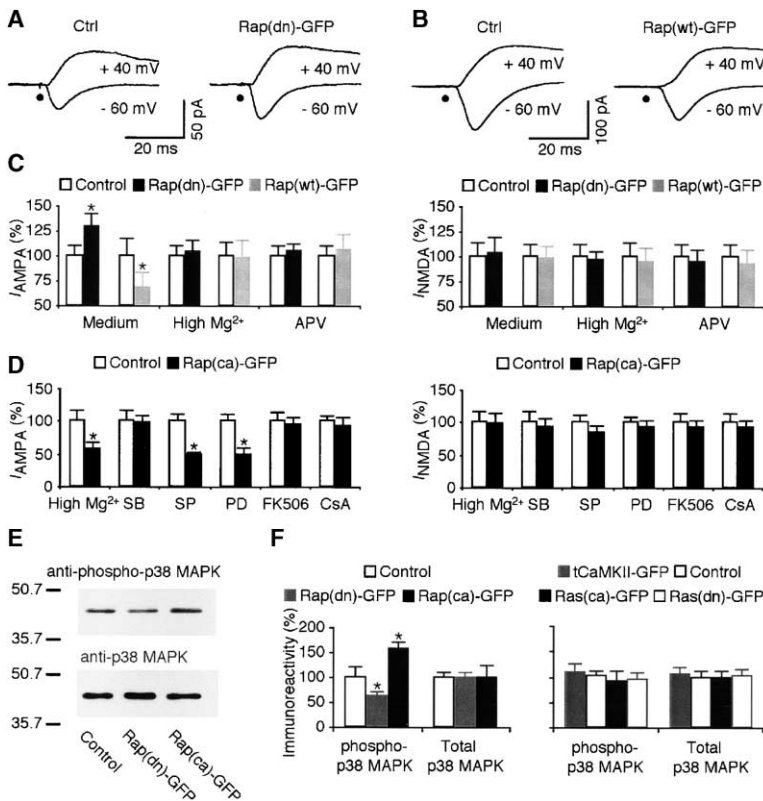 A
Ctrl
Rap(dn)-GFP
+ 40 mV
+ 40 mV
- 60 mV
- 60 mV
50 pA
20 ms
B
Ctrl
Rap(wt)-GFP
+ 40 mV
+ 40 mV
- 60 mV
- 60 mV
100 pA
20 ms
C
Control Rap(dn)-GFP Rap(wt)-GFP
IAMPA (%)
150
125
100
75
50
* *
Medium High Mg2+ APV
Control Rap(dn)-GFP Rap(wt)-GFP
INMDA (%)
150
125
100
75
50
Medium High Mg2+ APV
D
Control Rap(ca)-GFP
IAMPA (%)
150
100
50
0
* * *
High Mg2+ SB SP PD FK506 CsA
Control Rap(ca)-GFP
INMDA (%)
150
100
50
0
High Mg2+ SB SP PD FK506 CsA
E
anti-phospho-p38 MAPK
50.7
35.7
anti-p38 MAPK
50.7
35.7
Control
Rap(dn)-GFP
Rap(ca)-GFP
F
Control
Rap(dn)-GFP Rap(ca)-GFP
Immunoreactivity (%)
200
150
100
50
0
* *
phospho-p38 MAPK
Total p38 MAPK
tCaMKII-GFP Control
Ras(ca)-GFP Ras(dn)-GFP
phospho-p38 MAPK
Total p38 MAPK